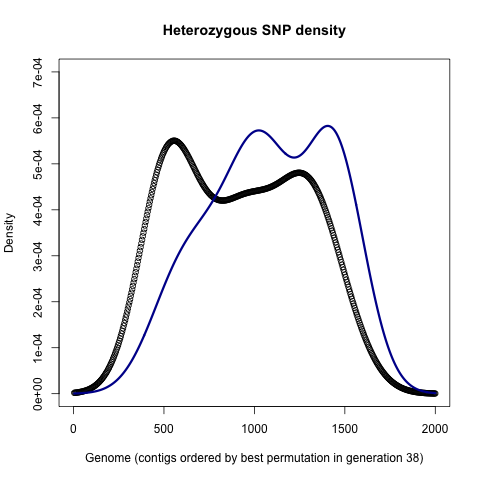 Heterozygous SNP density
7e-04
6e-04
5e-04
4e-04
3e-04
2e-04
1e-04
0e+00
Density
0 500 1000 1500 2000
Genome (contigs ordered by best permutation in generation 38)